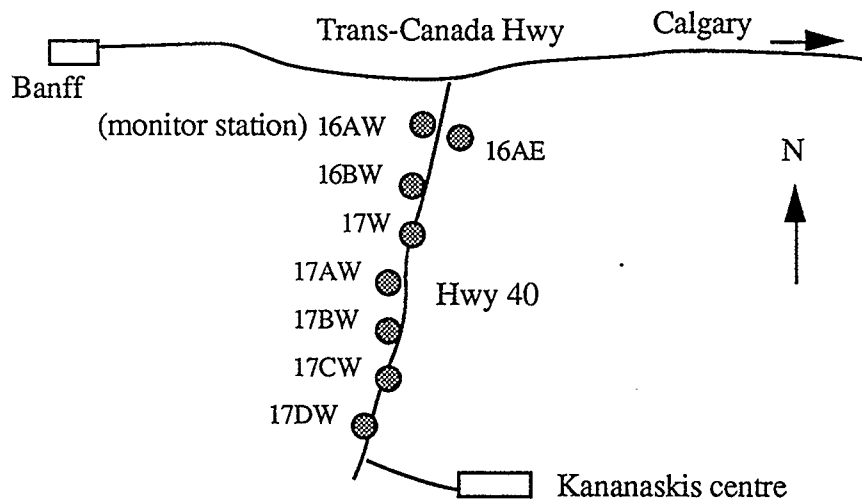 Trans-Canada Hwy
Calgary
Banff
(monitor station) 16AW
16AE
N
16BW
17W
17AW
Hwy 40
17BW
17CW
17DW
Kananaskis centre